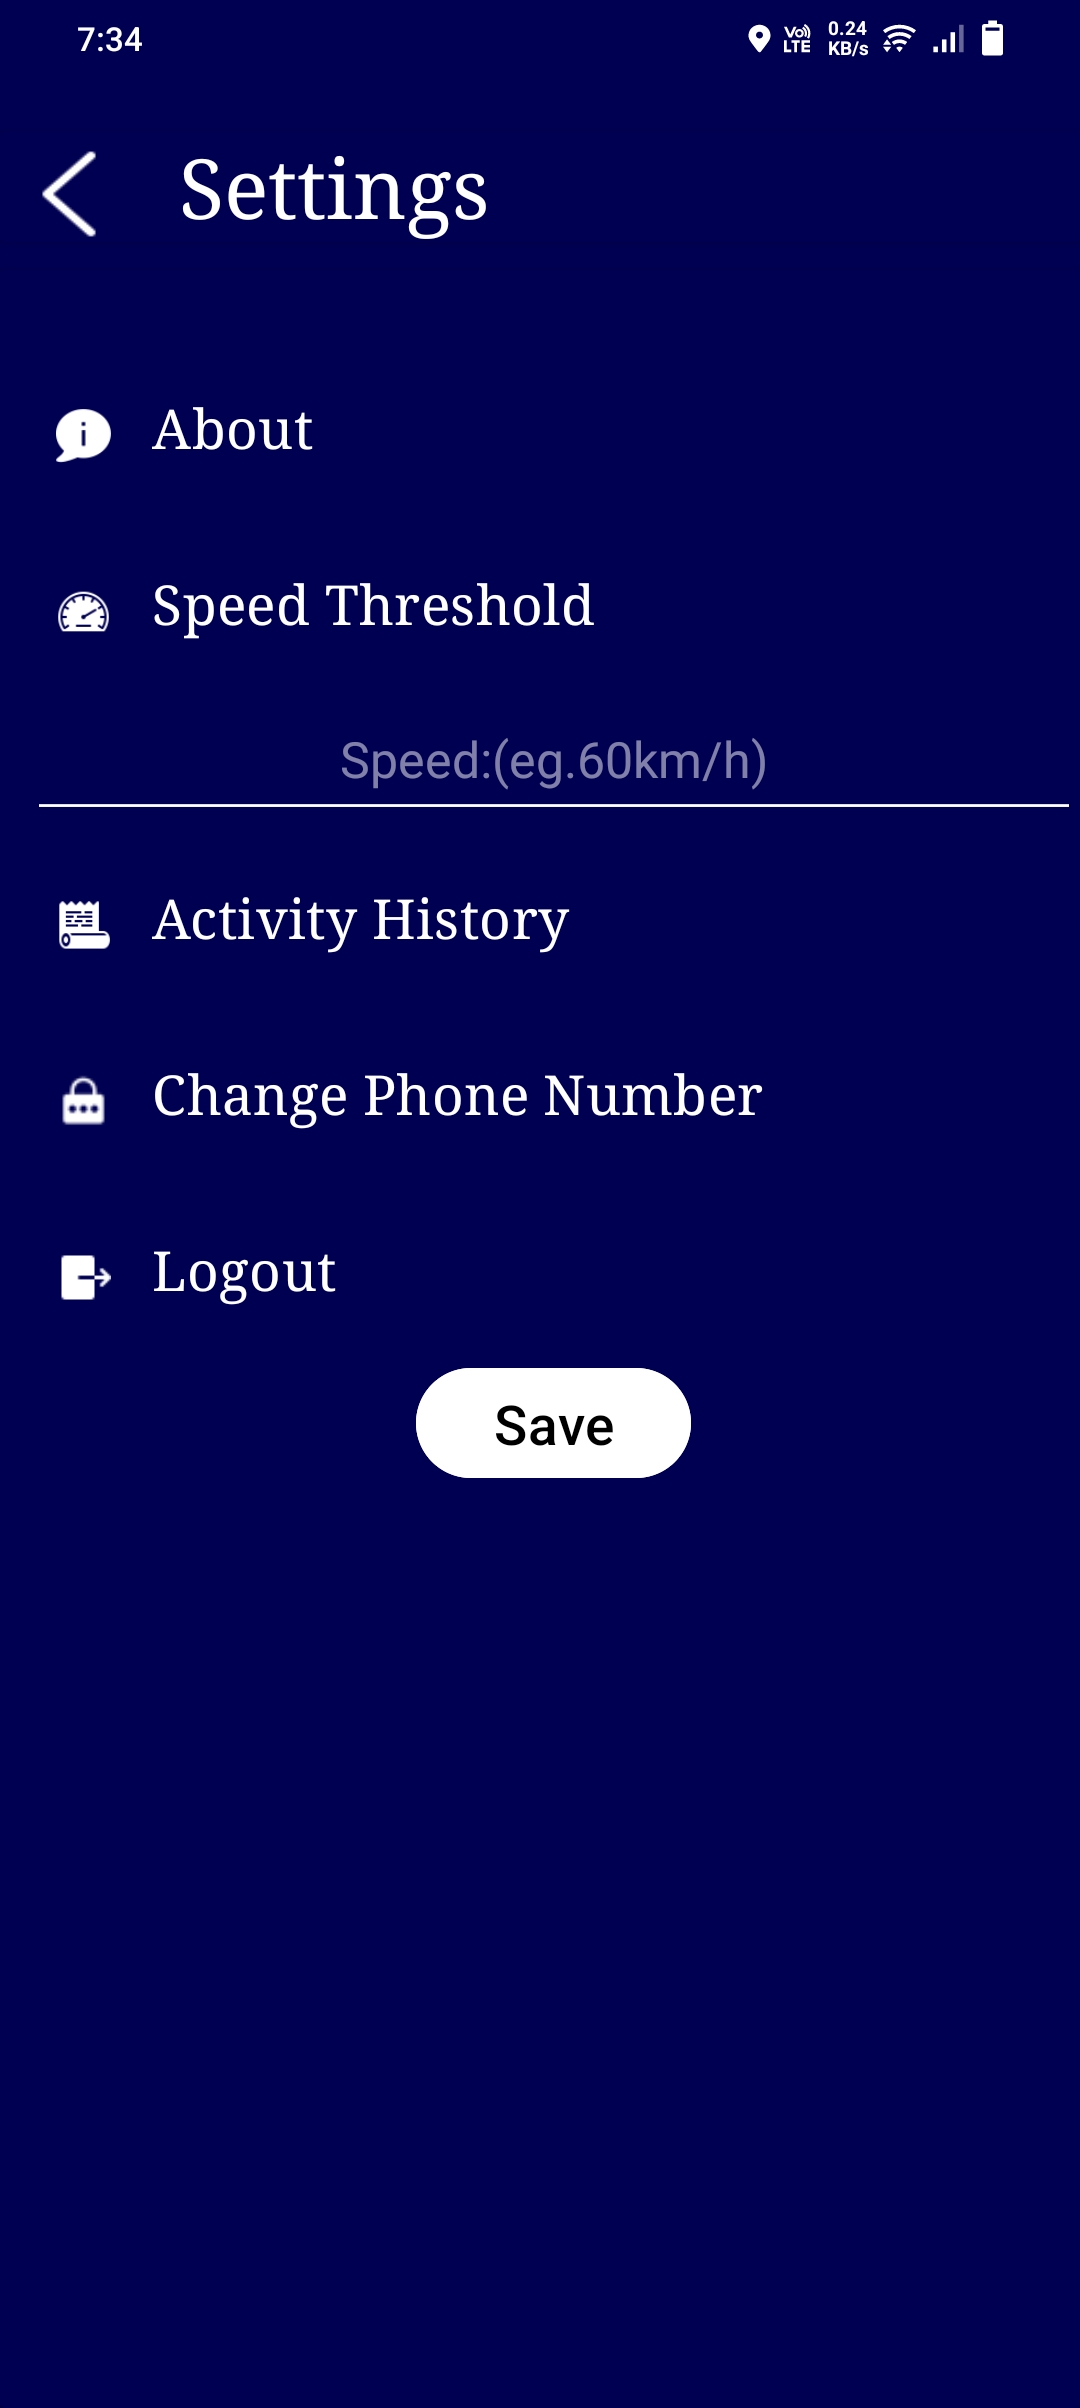 7:34 Vo)) LTE 0.24 KB/s
Settings
About
Speed Threshold
Speed:(eg.60km/h)
Activity History
Change Phone Number
Logout
Save